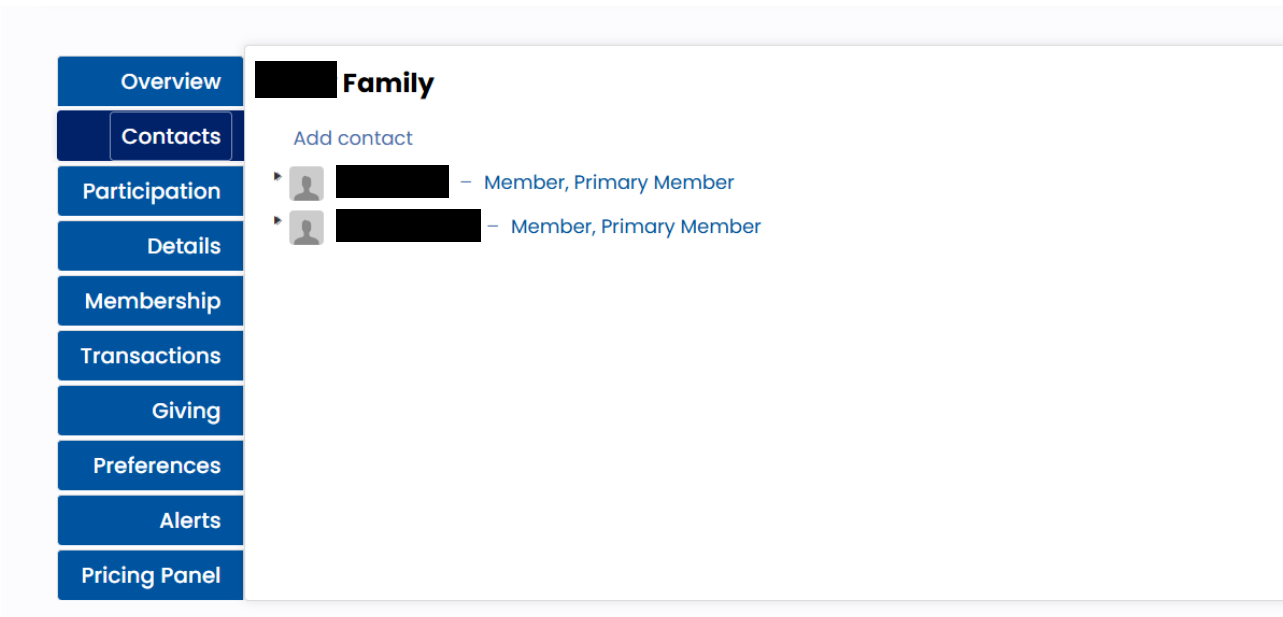 Overview
Contacts
Participation
Details
Membership
Transactions
Giving
Preferences
Alerts
Pricing Panel
Family
Add contact
– Member, Primary Member
– Member, Primary Member